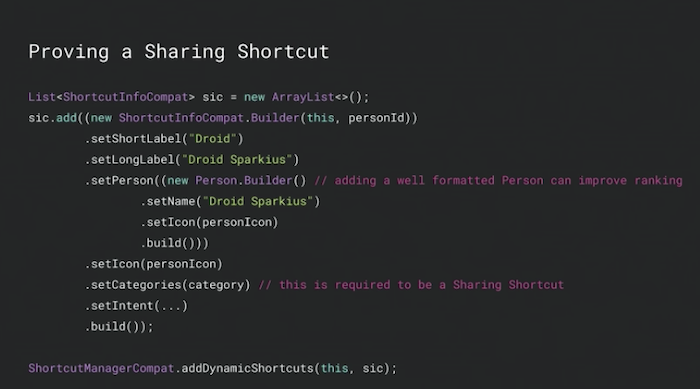 Proving a Sharing Shortcut
List<ShortcutInfoCompat> sic = new ArrayList<>();
sic.add((new ShortcutInfoCompat.Builder(this, personId))
.setShortLabel("Droid")
.setLongLabel("Droid Sparkius")
.setPerson((new Person.Builder() // adding a well formatted Person can improve ranking
.setName("Droid Sparkius")
.setIcon(personIcon)
.build()))
.setIcon(personIcon)
.setCategories(category) // this is required to be a Sharing Shortcut
.setIntent(...)
.build());
ShortcutManagerCompat.addDynamicShortcuts(this, sic);